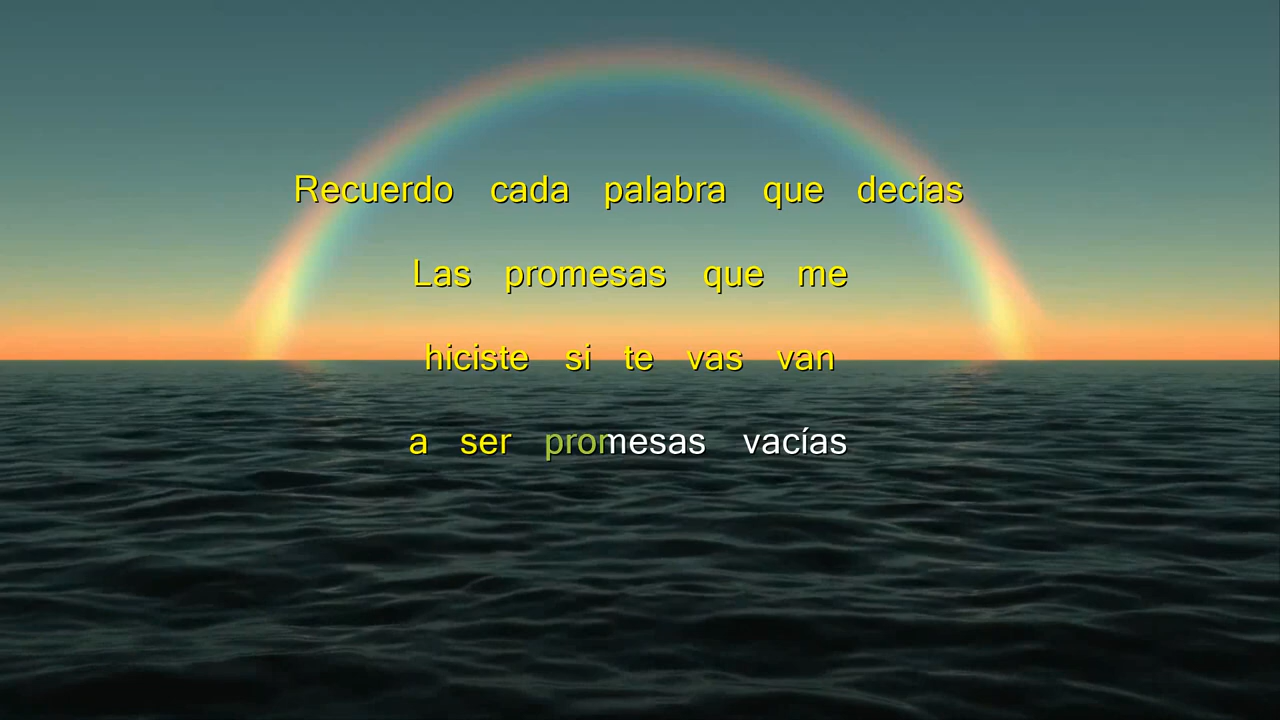 Recuerdo cada palabra que decías
Las promesas que me
hiciste si te vas van
a ser promesas vacías